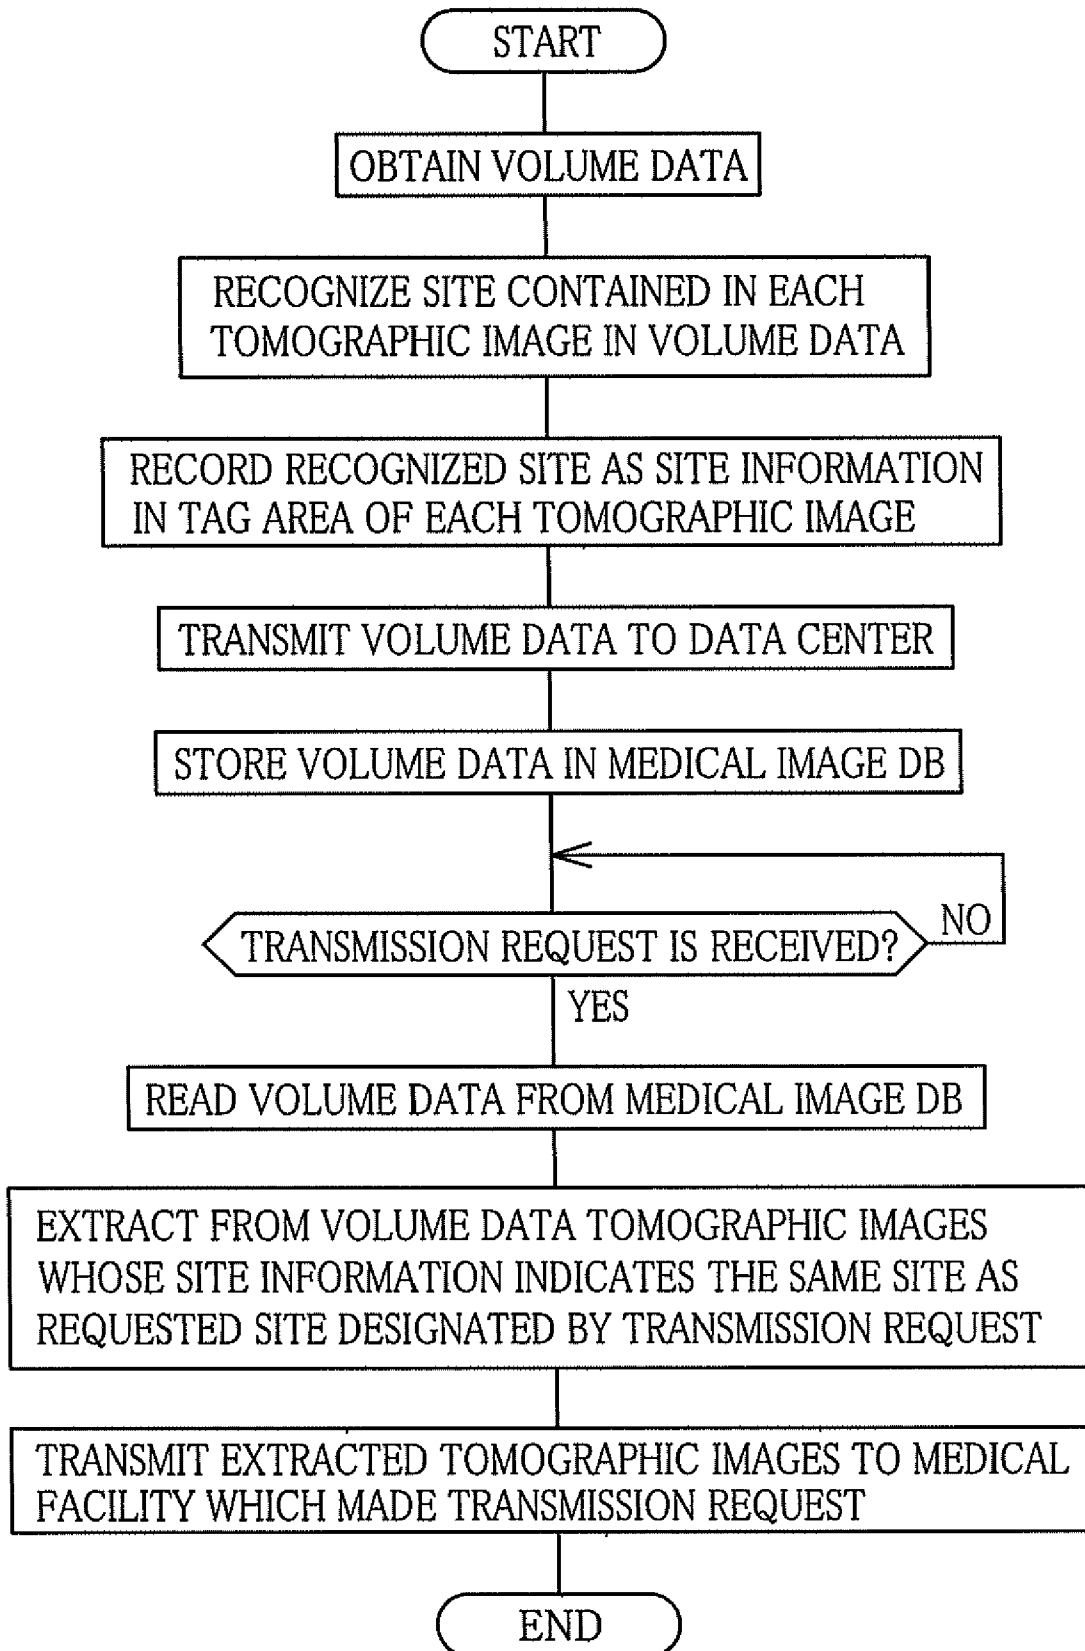 START
OBTAIN VOLUME DATA
RECOGNIZE SITE CONTAINED IN EACH
TOMOGRAPHIC IMAGE IN VOLUME DATA
RECORD RECOGNIZED SITE AS SITE INFORMATION
IN TAG AREA OF EACH TOMOGRAPHIC IMAGE
TRANSMIT VOLUME DATA TO DATA CENTER
STORE VOLUME DATA IN MEDICAL IMAGE DB
TRANSMISSION REQUEST IS RECEIVED?
NO
YES
READ VOLUME DATA FROM MEDICAL IMAGE DB
EXTRACT FROM VOLUME DATA TOMOGRAPHIC IMAGES
WHOSE SITE INFORMATION INDICATES THE SAME SITE AS
REQUESTED SITE DESIGNATED BY TRANSMISSION REQUEST
TRANSMIT EXTRACTED TOMOGRAPHIC IMAGES TO MEDICAL
FACILITY WHICH MADE TRANSMISSION REQUEST
END